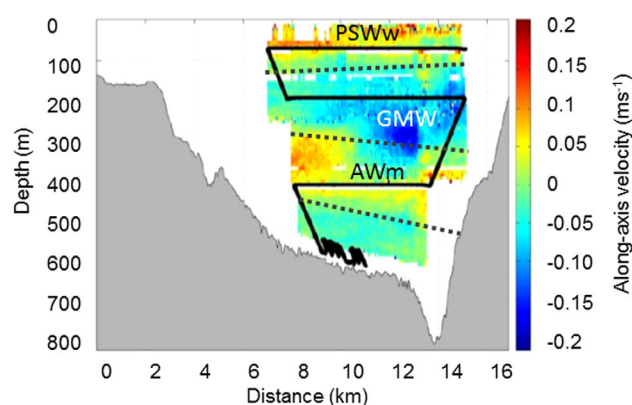 0
100
200
300
400
500
600
700
800
Depth (m)
PSWw
GMW
AWm
0 2 4 6 8 10 12 14 16
Distance (km)
0.2
0.15
0.1
0.05
0
-0.05
-0.1
-0.15
-0.2
Along-axis velocity (ms⁻¹)